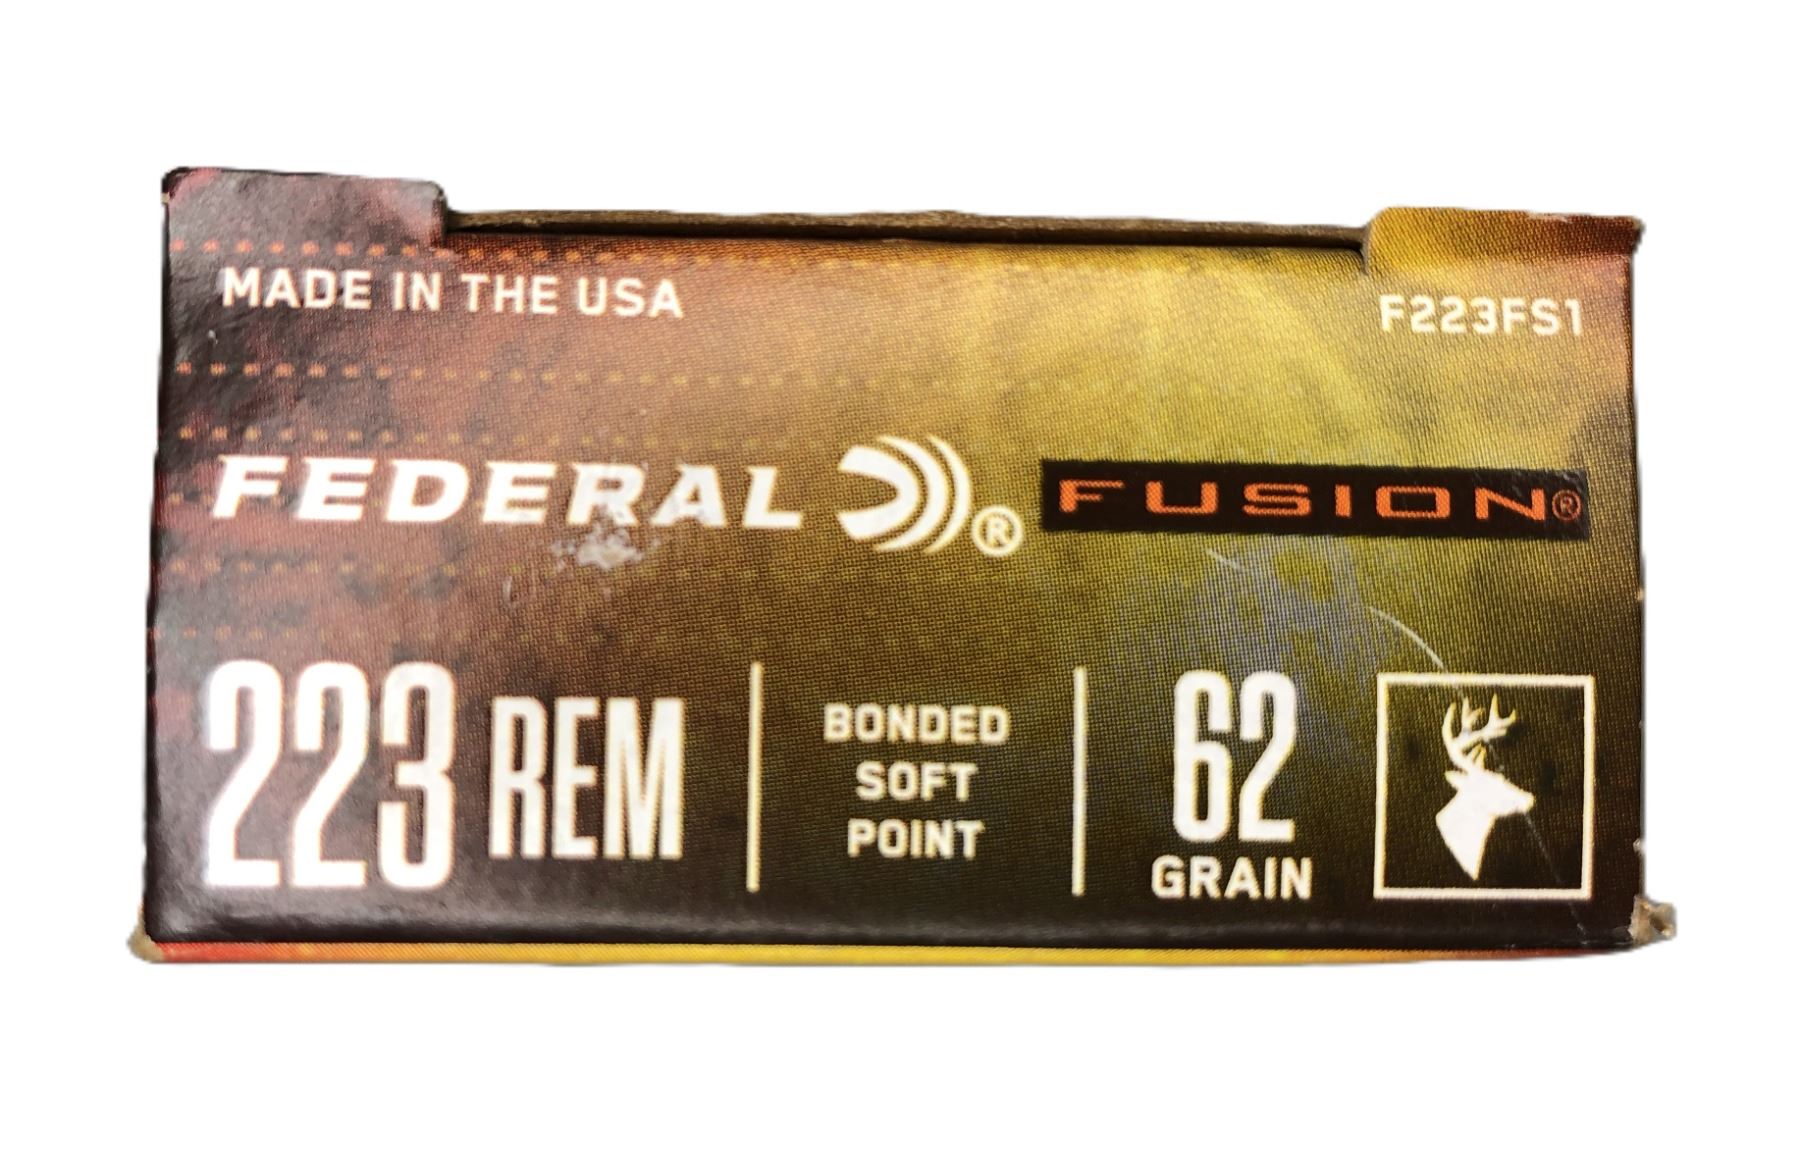 MADE IN THE USA
F223FS1
FEDERAL®
FUSION®
223 REM
BONDED
SOFT
POINT
62
GRAIN